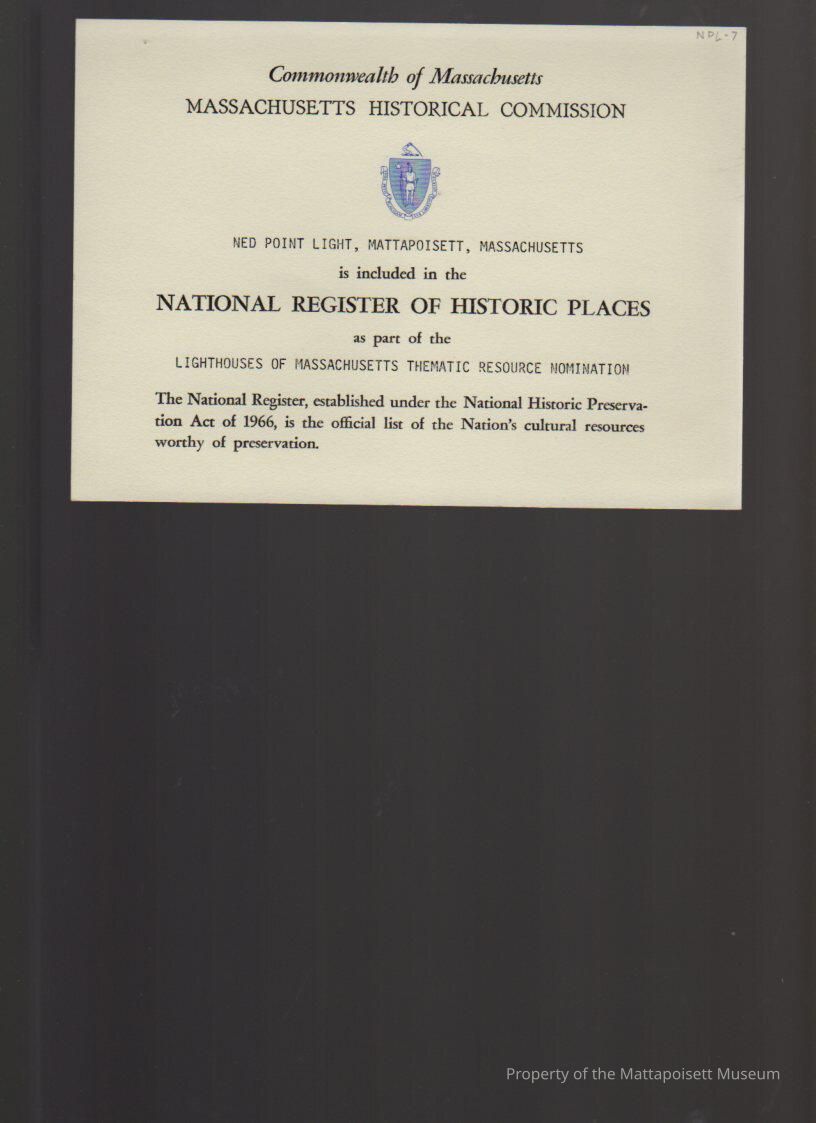 NPL-7
Commonwealth of Massachusetts
MASSACHUSETTS HISTORICAL COMMISSION
NED POINT LIGHT, MATTAPOISETT, MASSACHUSETTS
is included in the
NATIONAL REGISTER OF HISTORIC PLACES
as part of the
LIGHTHOUSES OF MASSACHUSETTS THEMATIC RESOURCE NOMINATION
The National Register, established under the National Historic Preserva-
tion Act of 1966, is the official list of the Nation's cultural resources
worthy of preservation.
Property of the Mattapoisett Museum